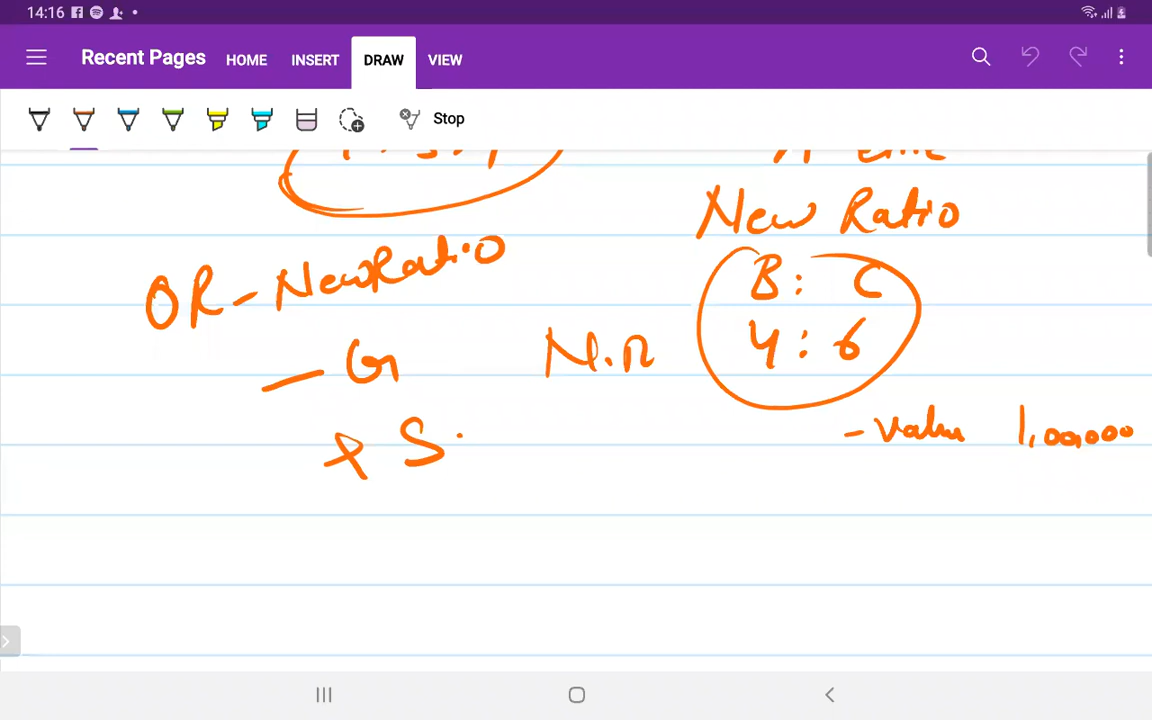 14:16
Recent Pages HOME INSERT DRAW VIEW
Stop
New Ratio
OR - New Ratio
B : C
N.R 4 : 6
- G
+ S.
- Value 1,00,000